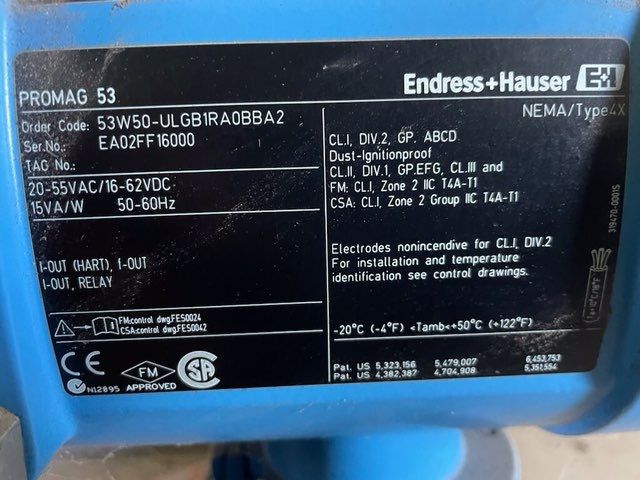 Endress+Hauser E+H
PROMAG 53
NEMA/Type4X
Order Code: 53W50-ULGB1RA0BBA2
Ser.No.: EA02FF16000
TAG No.:
20-55VAC/16-62VDC
15VA/W 50-60Hz
I-OUT (HART), f-OUT
I-OUT, RELAY
FM:control dwg.FES0024
CSA:control dwg.FES0042
CE
N12895
FM
APPROVED
CSA
CL.I, DIV.2, GP. ABCD
Dust-Ignitionproof
CL.II, DIV.1, GP.EFG, CL.III and
FM: CL.I, Zone 2 IIC T4A-T1
CSA: CL.I, Zone 2 Group IIC T4A-T1
Electrodes nonincendive for CL.I, DIV.2
For installation and temperature
identification see control drawings.
-20°C (-4°F) <Tamb<+50°C (+122°F)
Pat. US 5,323,156 5,479,007 6,453,753
Pat. US 4,382,387 4,704,908 5,351,554
319470-0001S